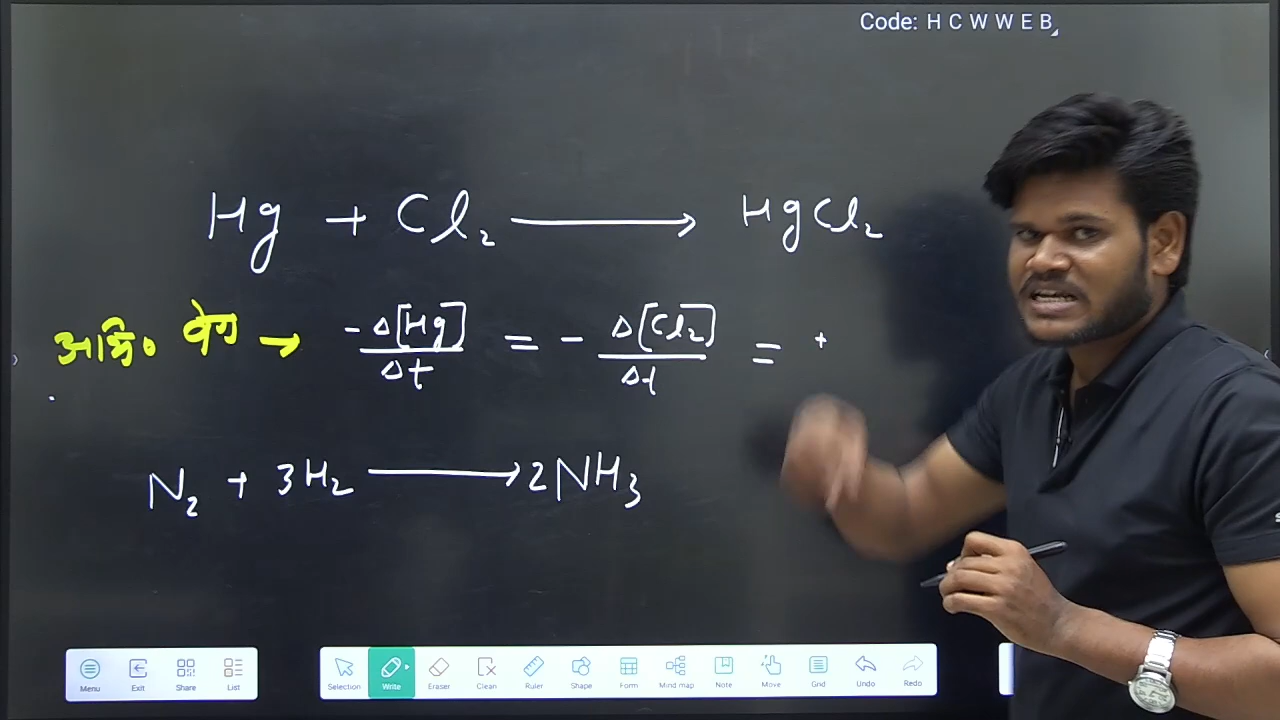 Code: H C W W E B
Hg + Cl₂ ⟶ HgCl₂
अभि० वेग → -Δ[Hg]/Δt = - Δ[Cl₂]/Δt = +
N₂ + 3H₂ ⟶ 2NH₃
Menu Exit Share List Selection Write Eraser Clean Ruler Shape Form Mind map Note Move Grid Undo Redo